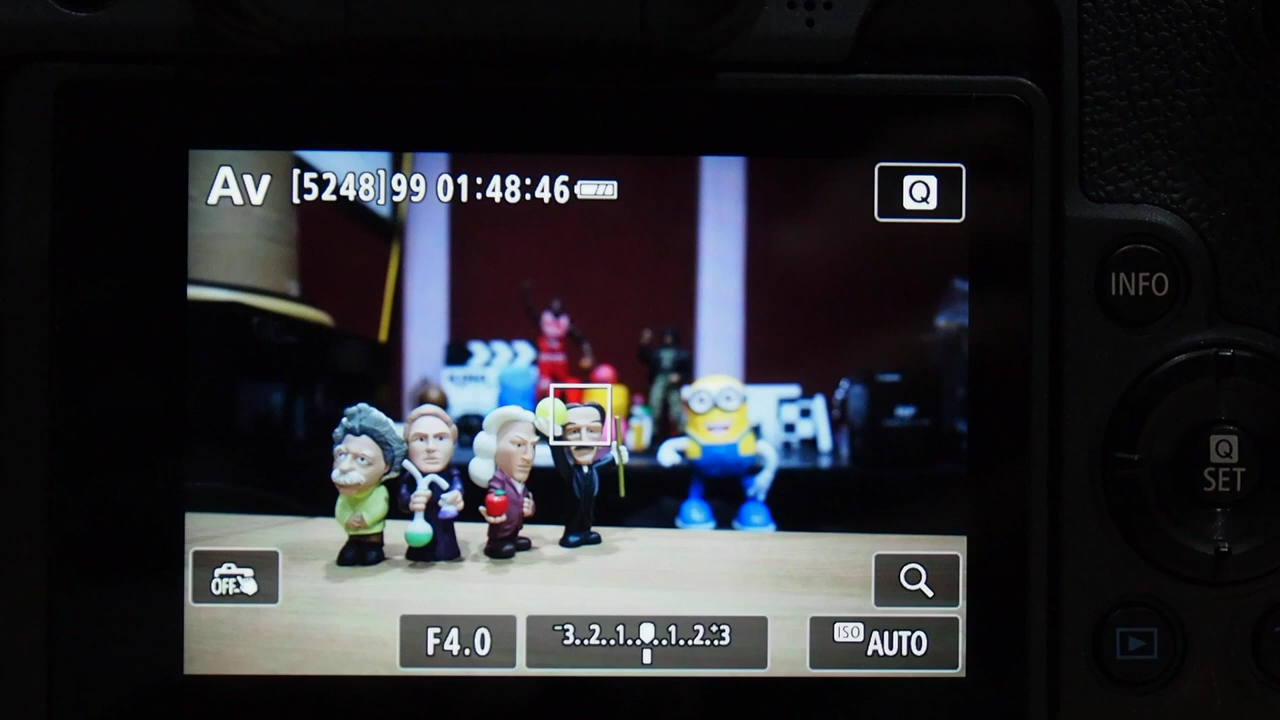 Av [5248] 99 01:48:46
Q
INFO
Q
SET
OFF
F4.0
-3..2..1..0..1..2..+3
ISO AUTO